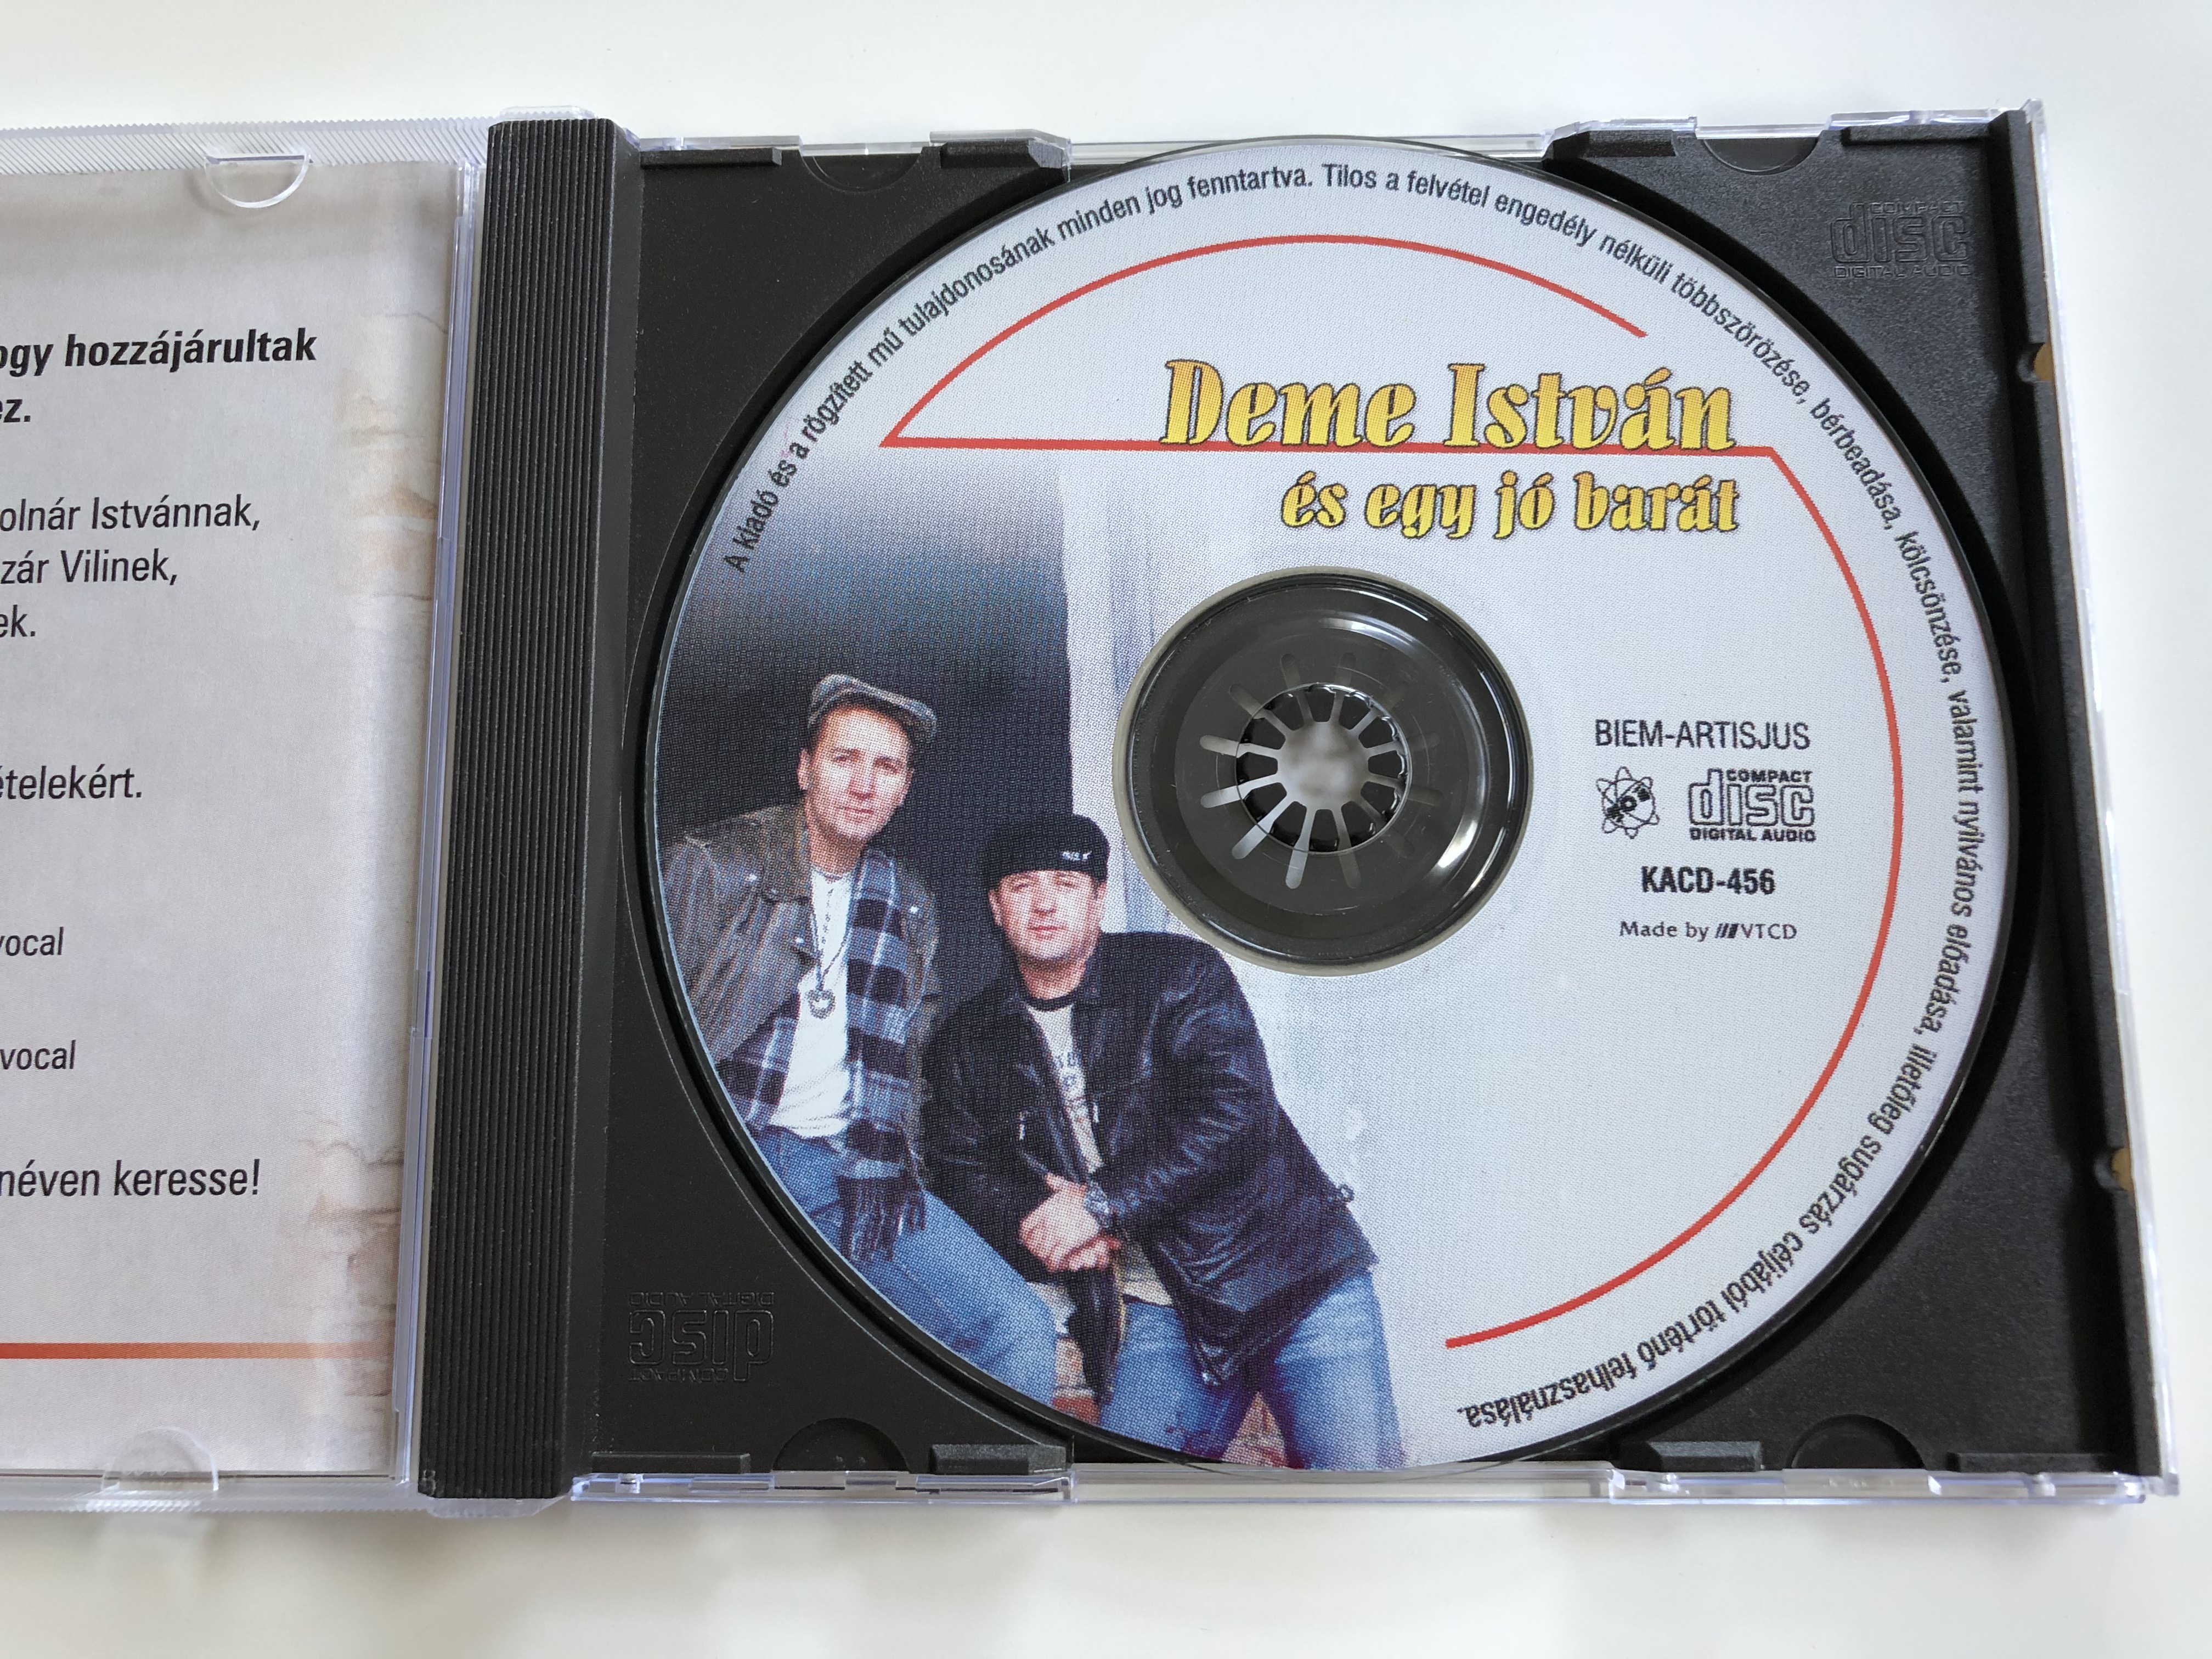 ogy hozzájárultak
ez.
olnár Istvánnak,
zár Vilinek,
ek.
ételekért.
vocal
vocal
néven keresse!
A kiadó és a rögzített mű tulajdonosának minden jog fenntartva. Tilos a felvétel engedély nélküli többszörözése, bérbeadása, kölcsönzése, valamint nyilvános előadása, illetőleg sugárzás céljából történő felhasználása.
Deme István
és egy jó barát
BIEM-ARTISJUS
COMPACT
disc
DIGITAL AUDIO
KACD-456
Made by VTCD
COMPACT
disc
DIGITAL AUDIO
COMPACT
disc
DIGITAL AUDIO